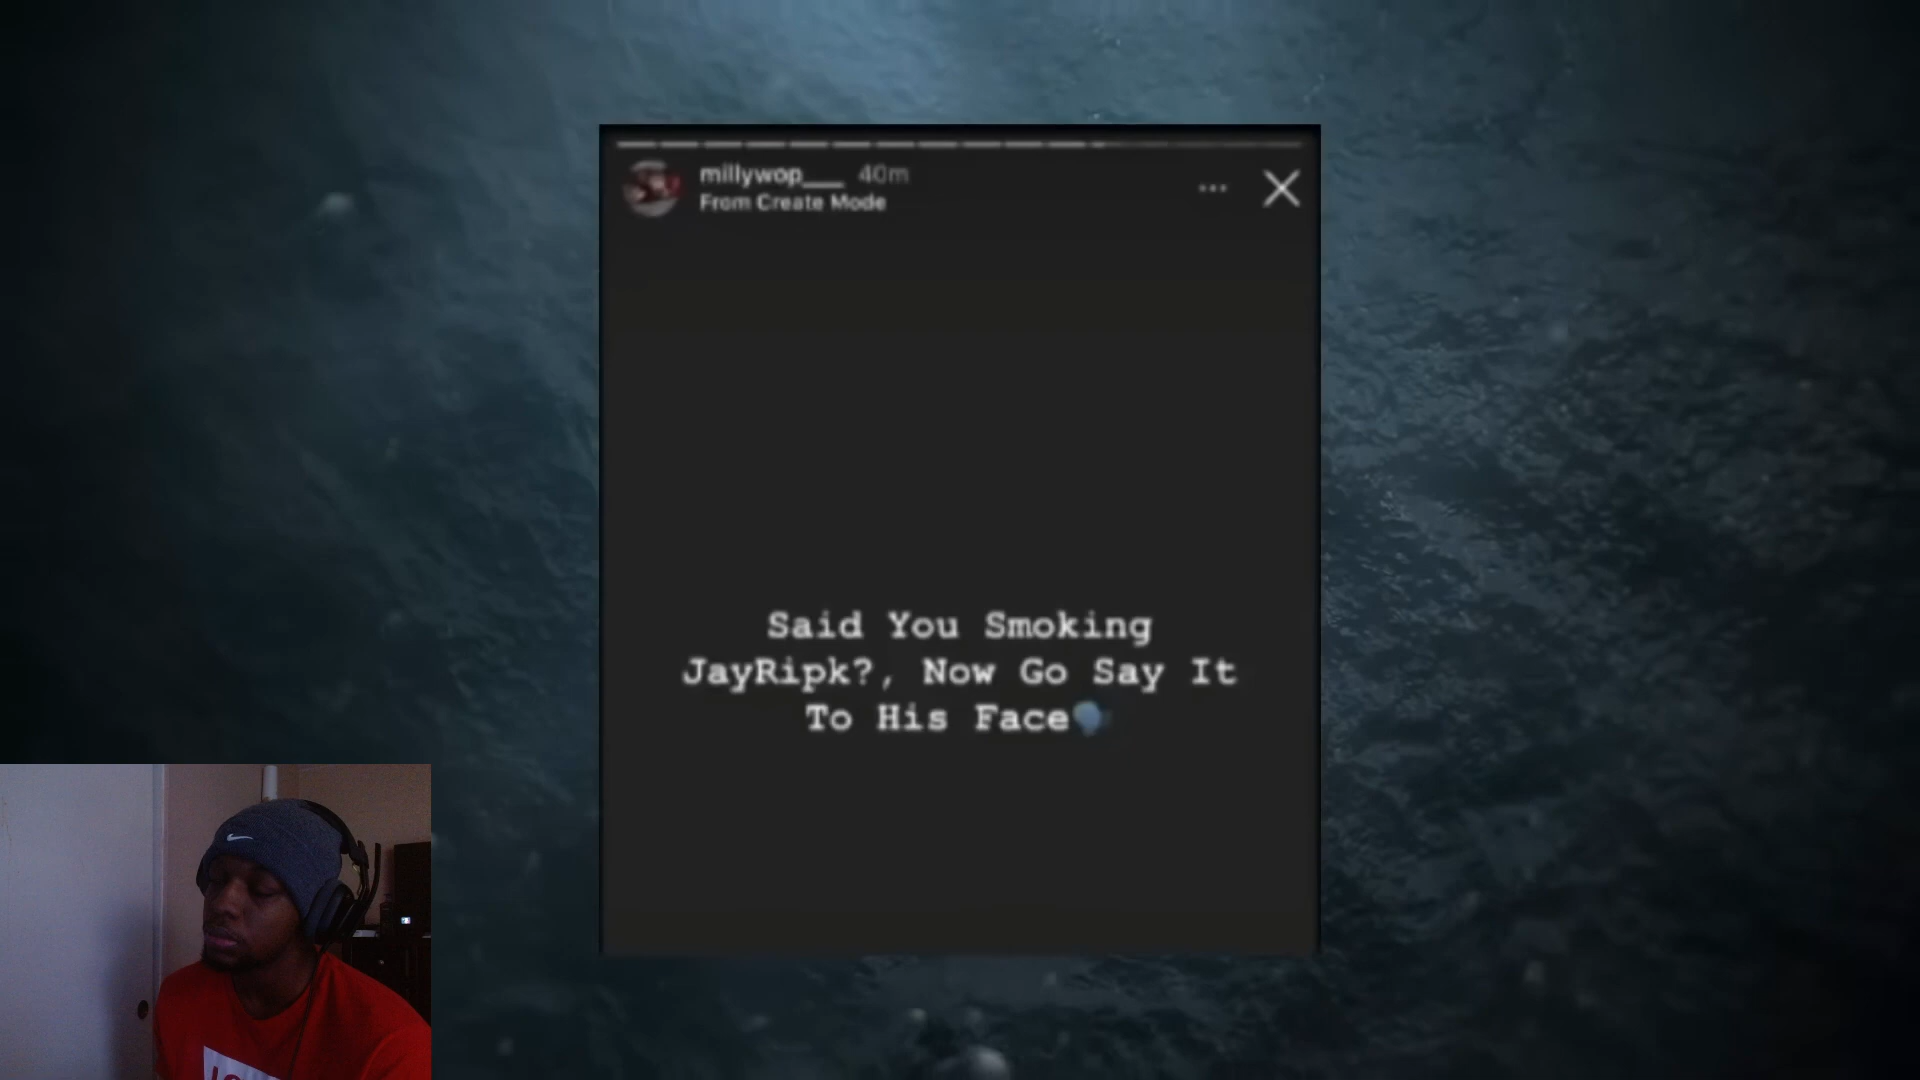 millywop___ 40m
From Create Mode
Said You Smoking
JayRipk?, Now Go Say It
To His Face🗣